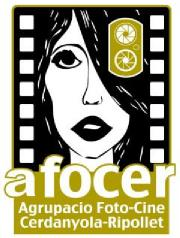 afocer
Agrupacio Foto-Cine
Cerdanyola-Ripollet